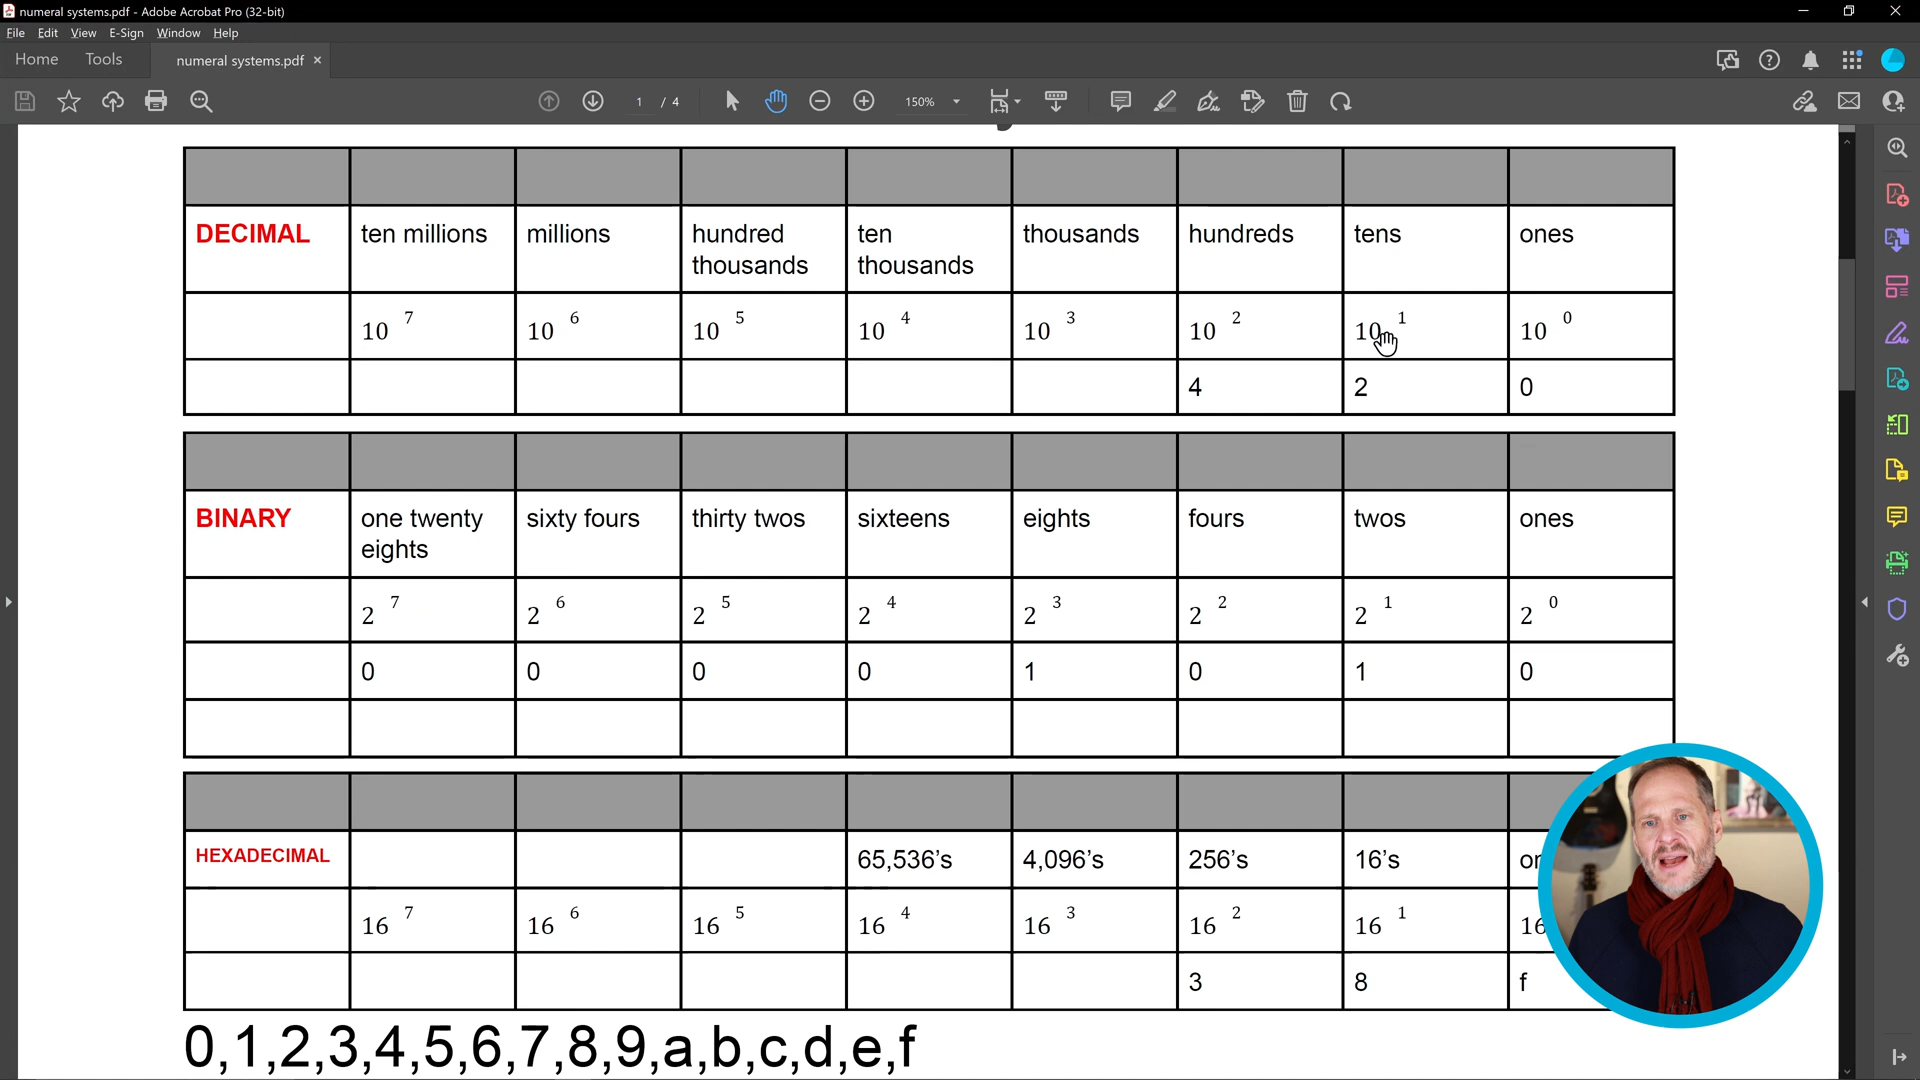 numeral systems.pdf - Adobe Acrobat Pro (32-bit)
File Edit View E-Sign Window Help
Home Tools numeral systems.pdf ×
1 / 4 150%
DECIMAL ten millions millions hundred thousands ten thousands thousands hundreds tens ones
10 7 10 6 10 5 10 4 10 3 10 2 10 1 10 0
4 2 0
BINARY one twenty eights sixty fours thirty twos sixteens eights fours twos ones
2 7 2 6 2 5 2 4 2 3 2 2 2 1 2 0
0 0 0 0 1 0 1 0
HEXADECIMAL 65,536's 4,096's 256's 16's
16 7 16 6 16 5 16 4 16 3 16 2 16 1 16
3 8 f
0,1,2,3,4,5,6,7,8,9,a,b,c,d,e,f